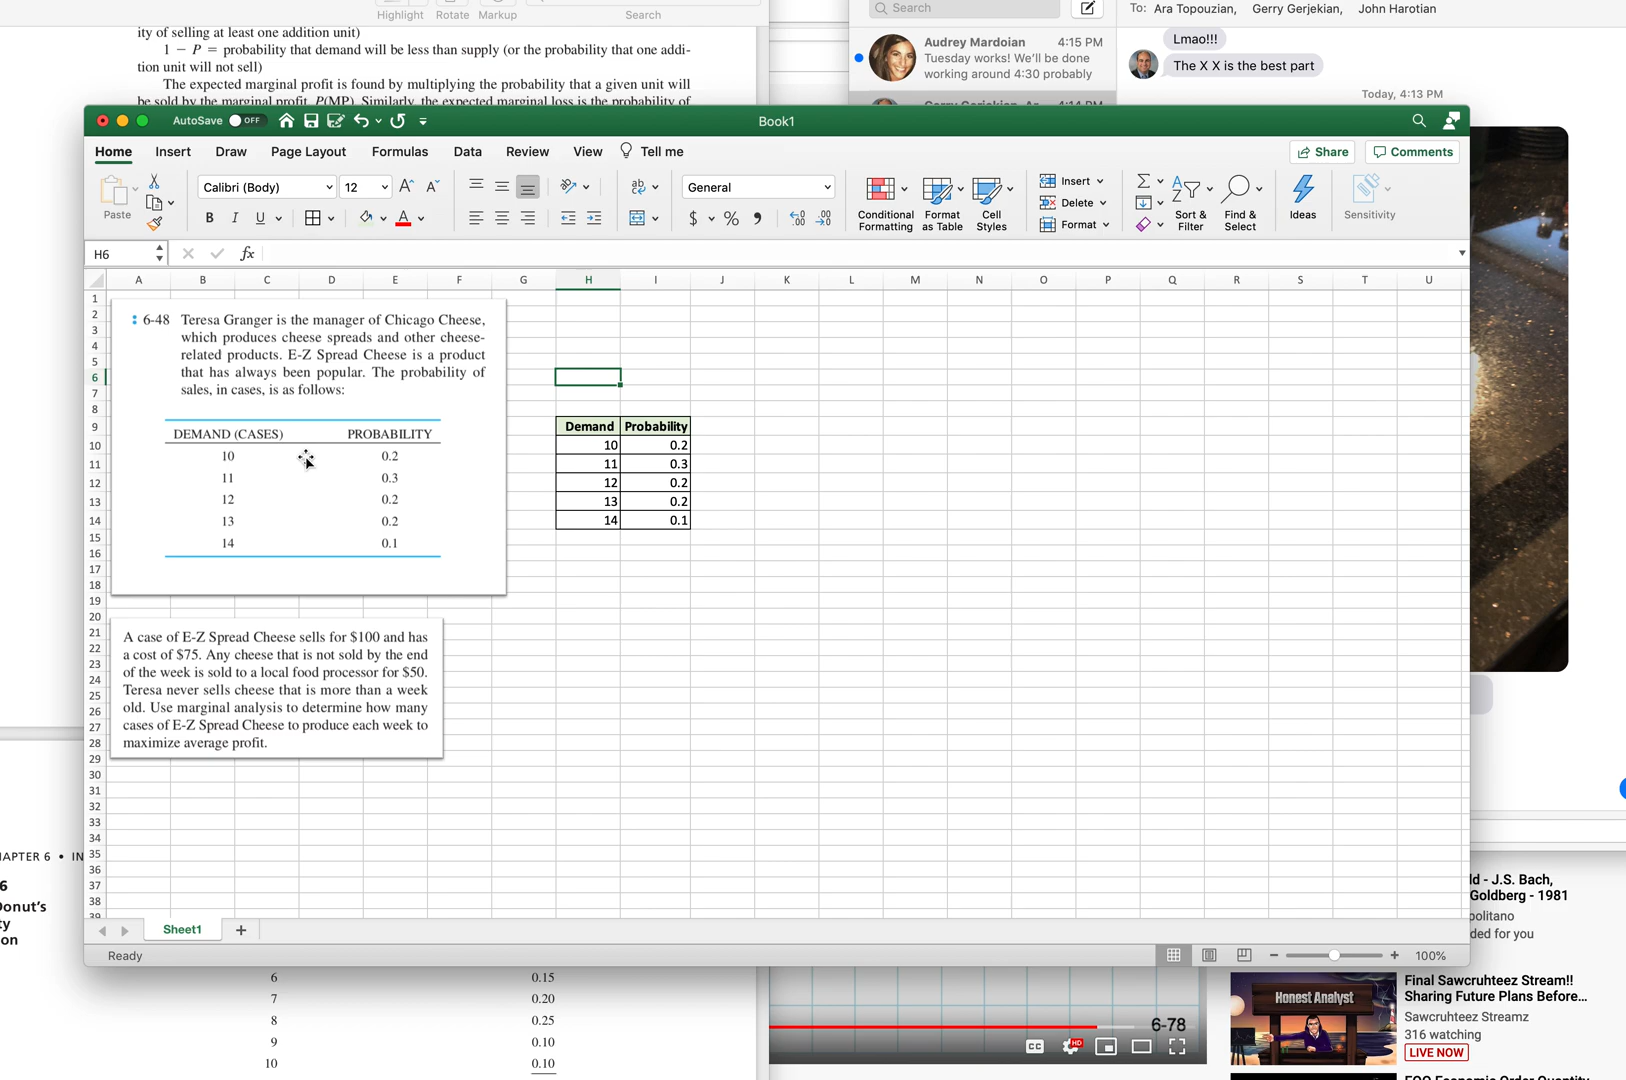 Highlight Rotate Markup Search
ity of selling at least one addition unit)
1 − P = probability that demand will be less than supply (or the probability that one addi-
tion unit will not sell)
The expected marginal profit is found by multiplying the probability that a given unit will
be sold by the marginal profit, P(MP). Similarly, the expected marginal loss is the probability of
Search
To: Ara Topouzian, Gerry Gerjekian, John Harotian
Audrey Mardoian 4:15 PM
Tuesday works! We'll be done
working around 4:30 probably
Lmao!!!
The X X is the best part
Today, 4:13 PM
AutoSave OFF
Book1
Home Insert Draw Page Layout Formulas Data Review View Tell me
Share Comments
Paste
Calibri (Body) 12
B I U
General
$ % 
Conditional
Formatting
Format
as Table
Cell
Styles
Insert
Delete
Format
Sort &
Filter
Find &
Select
Ideas
Sensitivity
H6
fx
A B C D E F G H I J K L M N O P Q R S T U
1
2
3
4
5
6
7
8
9
10
11
12
13
14
15
16
17
18
19
20
21
22
23
24
25
26
27
28
29
30
31
32
33
34
35
36
37
38
39
6-48 Teresa Granger is the manager of Chicago Cheese,
which produces cheese spreads and other cheese-
related products. E-Z Spread Cheese is a product
that has always been popular. The probability of
sales, in cases, is as follows:
DEMAND (CASES) PROBABILITY
10 0.2
11 0.3
12 0.2
13 0.2
14 0.1
Demand Probability
10 0.2
11 0.3
12 0.2
13 0.2
14 0.1
A case of E-Z Spread Cheese sells for $100 and has
a cost of $75. Any cheese that is not sold by the end
of the week is sold to a local food processor for $50.
Teresa never sells cheese that is more than a week
old. Use marginal analysis to determine how many
cases of E-Z Spread Cheese to produce each week to
maximize average profit.
Sheet1
Ready
100%
APTER 6 • IN
6
Donut's
ty
on
6 0.15
7 0.20
8 0.25
9 0.10
10 0.10
6-78
CC
HD
ld - J.S. Bach,
Goldberg - 1981
politano
ded for you
Honest Analyst
Final Sawcruhteez Stream!!
Sharing Future Plans Before...
Sawcruhteez Streamz
316 watching
LIVE NOW